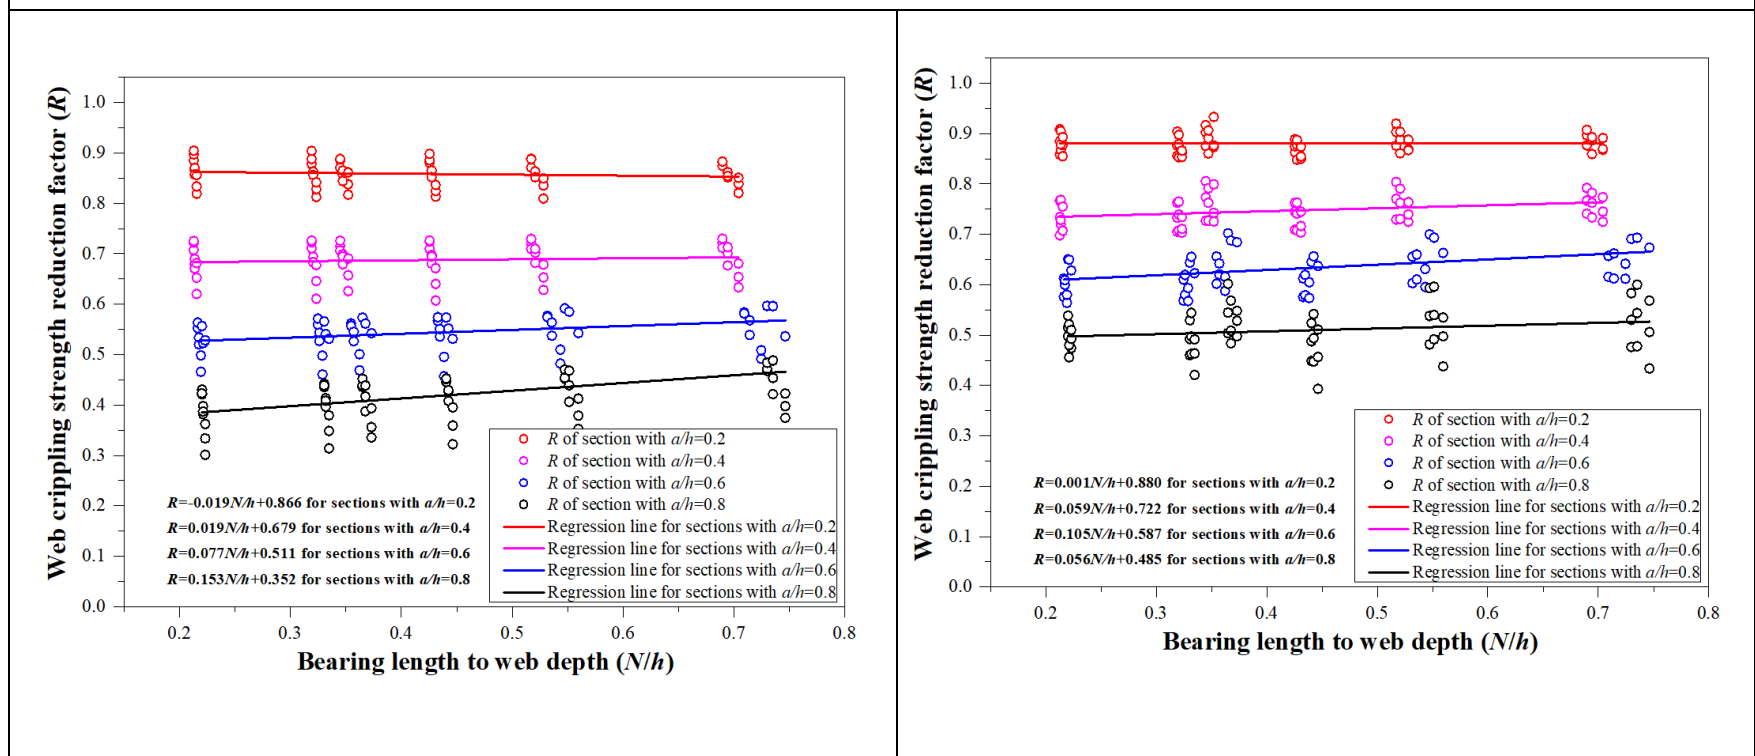 Web crippling strength reduction factor (R)
1.0
0.9
0.8
0.7
0.6
0.5
0.4
0.3
0.2
0.1
0.0
R=-0.019N/h+0.866 for sections with a/h=0.2
R=0.019N/h+0.679 for sections with a/h=0.4
R=0.077N/h+0.511 for sections with a/h=0.6
R=0.153N/h+0.352 for sections with a/h=0.8
R of section with a/h=0.2
R of section with a/h=0.4
R of section with a/h=0.6
R of section with a/h=0.8
Regression line for sections with a/h=0.2
Regression line for sections with a/h=0.4
Regression line for sections with a/h=0.6
Regression line for sections with a/h=0.8
0.2 0.3 0.4 0.5 0.6 0.7 0.8
Bearing length to web depth (N/h)
Web crippling strength reduction factor (R)
1.0
0.9
0.8
0.7
0.6
0.5
0.4
0.3
0.2
0.1
0.0
R=0.001N/h+0.880 for sections with a/h=0.2
R=0.059N/h+0.722 for sections with a/h=0.4
R=0.105N/h+0.587 for sections with a/h=0.6
R=0.056N/h+0.485 for sections with a/h=0.8
R of section with a/h=0.2
R of section with a/h=0.4
R of section with a/h=0.6
R of section with a/h=0.8
Regression line for sections with a/h=0.2
Regression line for sections with a/h=0.4
Regression line for sections with a/h=0.6
Regression line for sections with a/h=0.8
0.2 0.3 0.4 0.5 0.6 0.7 0.8
Bearing length to web depth (N/h)